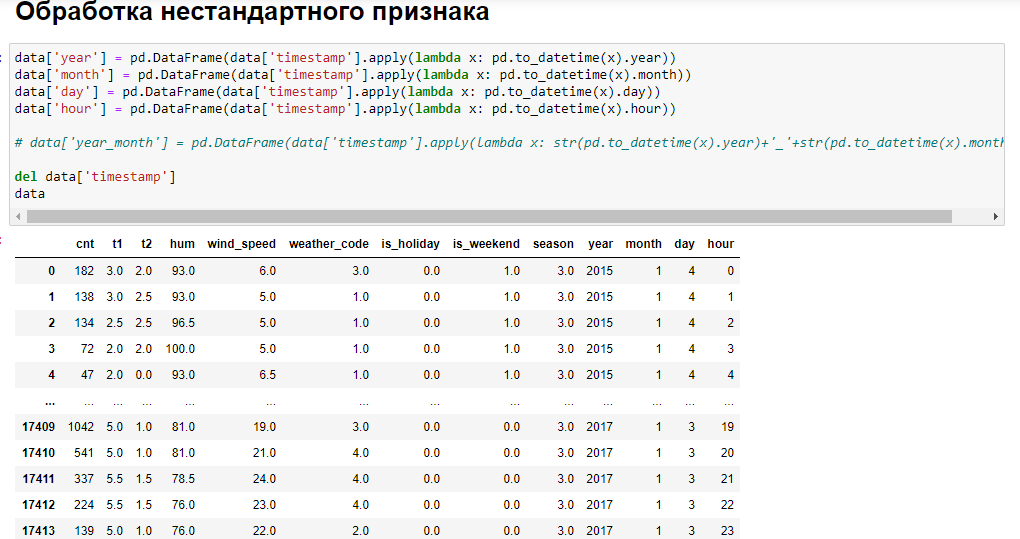 Обработка нестандартного признака
data['year'] = pd.DataFrame(data['timestamp'].apply(lambda x: pd.to_datetime(x).year))
data['month'] = pd.DataFrame(data['timestamp'].apply(lambda x: pd.to_datetime(x).month))
data['day'] = pd.DataFrame(data['timestamp'].apply(lambda x: pd.to_datetime(x).day))
data['hour'] = pd.DataFrame(data['timestamp'].apply(lambda x: pd.to_datetime(x).hour))
# data['year_month'] = pd.DataFrame(data['timestamp'].apply(lambda x: str(pd.to_datetime(x).year)+'_'+str(pd.to_datetime(x).month
del data['timestamp']
data
cnt t1 t2 hum wind_speed weather_code is_holiday is_weekend season year month day hour
0 182 3.0 2.0 93.0 6.0 3.0 0.0 1.0 3.0 2015 1 4 0
1 138 3.0 2.5 93.0 5.0 1.0 0.0 1.0 3.0 2015 1 4 1
2 134 2.5 2.5 96.5 5.0 1.0 0.0 1.0 3.0 2015 1 4 2
3 72 2.0 2.0 100.0 5.0 1.0 0.0 1.0 3.0 2015 1 4 3
4 47 2.0 0.0 93.0 6.5 1.0 0.0 1.0 3.0 2015 1 4 4
... ... ... ... ... ... ... ... ... ... ... ... ... ...
17409 1042 5.0 1.0 81.0 19.0 3.0 0.0 0.0 3.0 2017 1 3 19
17410 541 5.0 1.0 81.0 21.0 4.0 0.0 0.0 3.0 2017 1 3 20
17411 337 5.5 1.5 78.5 24.0 4.0 0.0 0.0 3.0 2017 1 3 21
17412 224 5.5 1.5 76.0 23.0 4.0 0.0 0.0 3.0 2017 1 3 22
17413 139 5.0 1.0 76.0 22.0 2.0 0.0 0.0 3.0 2017 1 3 23